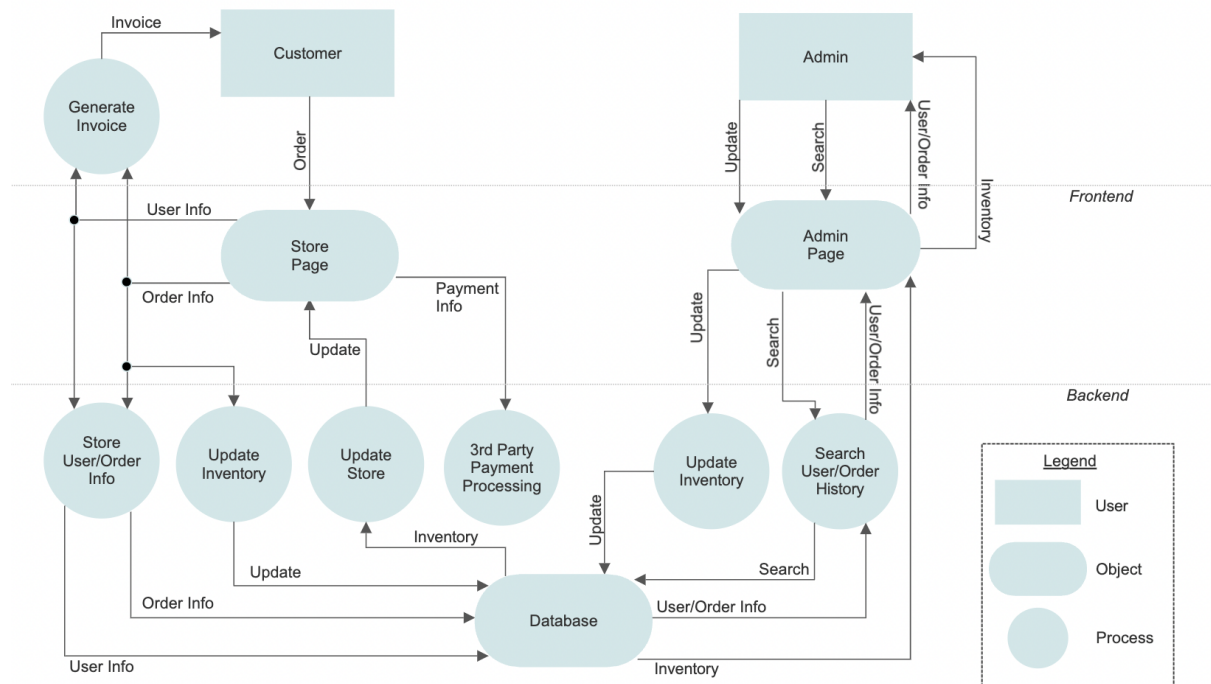 Invoice
Customer
Admin
Generate
Invoice
Order
Update
Search
User/Order Info
Inventory
Frontend
User Info
Store
Page
Admin
Page
Order Info
Payment
Info
Update
Update
Search
User/Order Info
Backend
Store
User/Order
Info
Update
Inventory
Update
Store
3rd Party
Payment
Processing
Update
Inventory
Search
User/Order
History
Legend
User
Object
Process
Update
Inventory
Search
Update
Order Info
User/Order Info
Database
User Info
Inventory